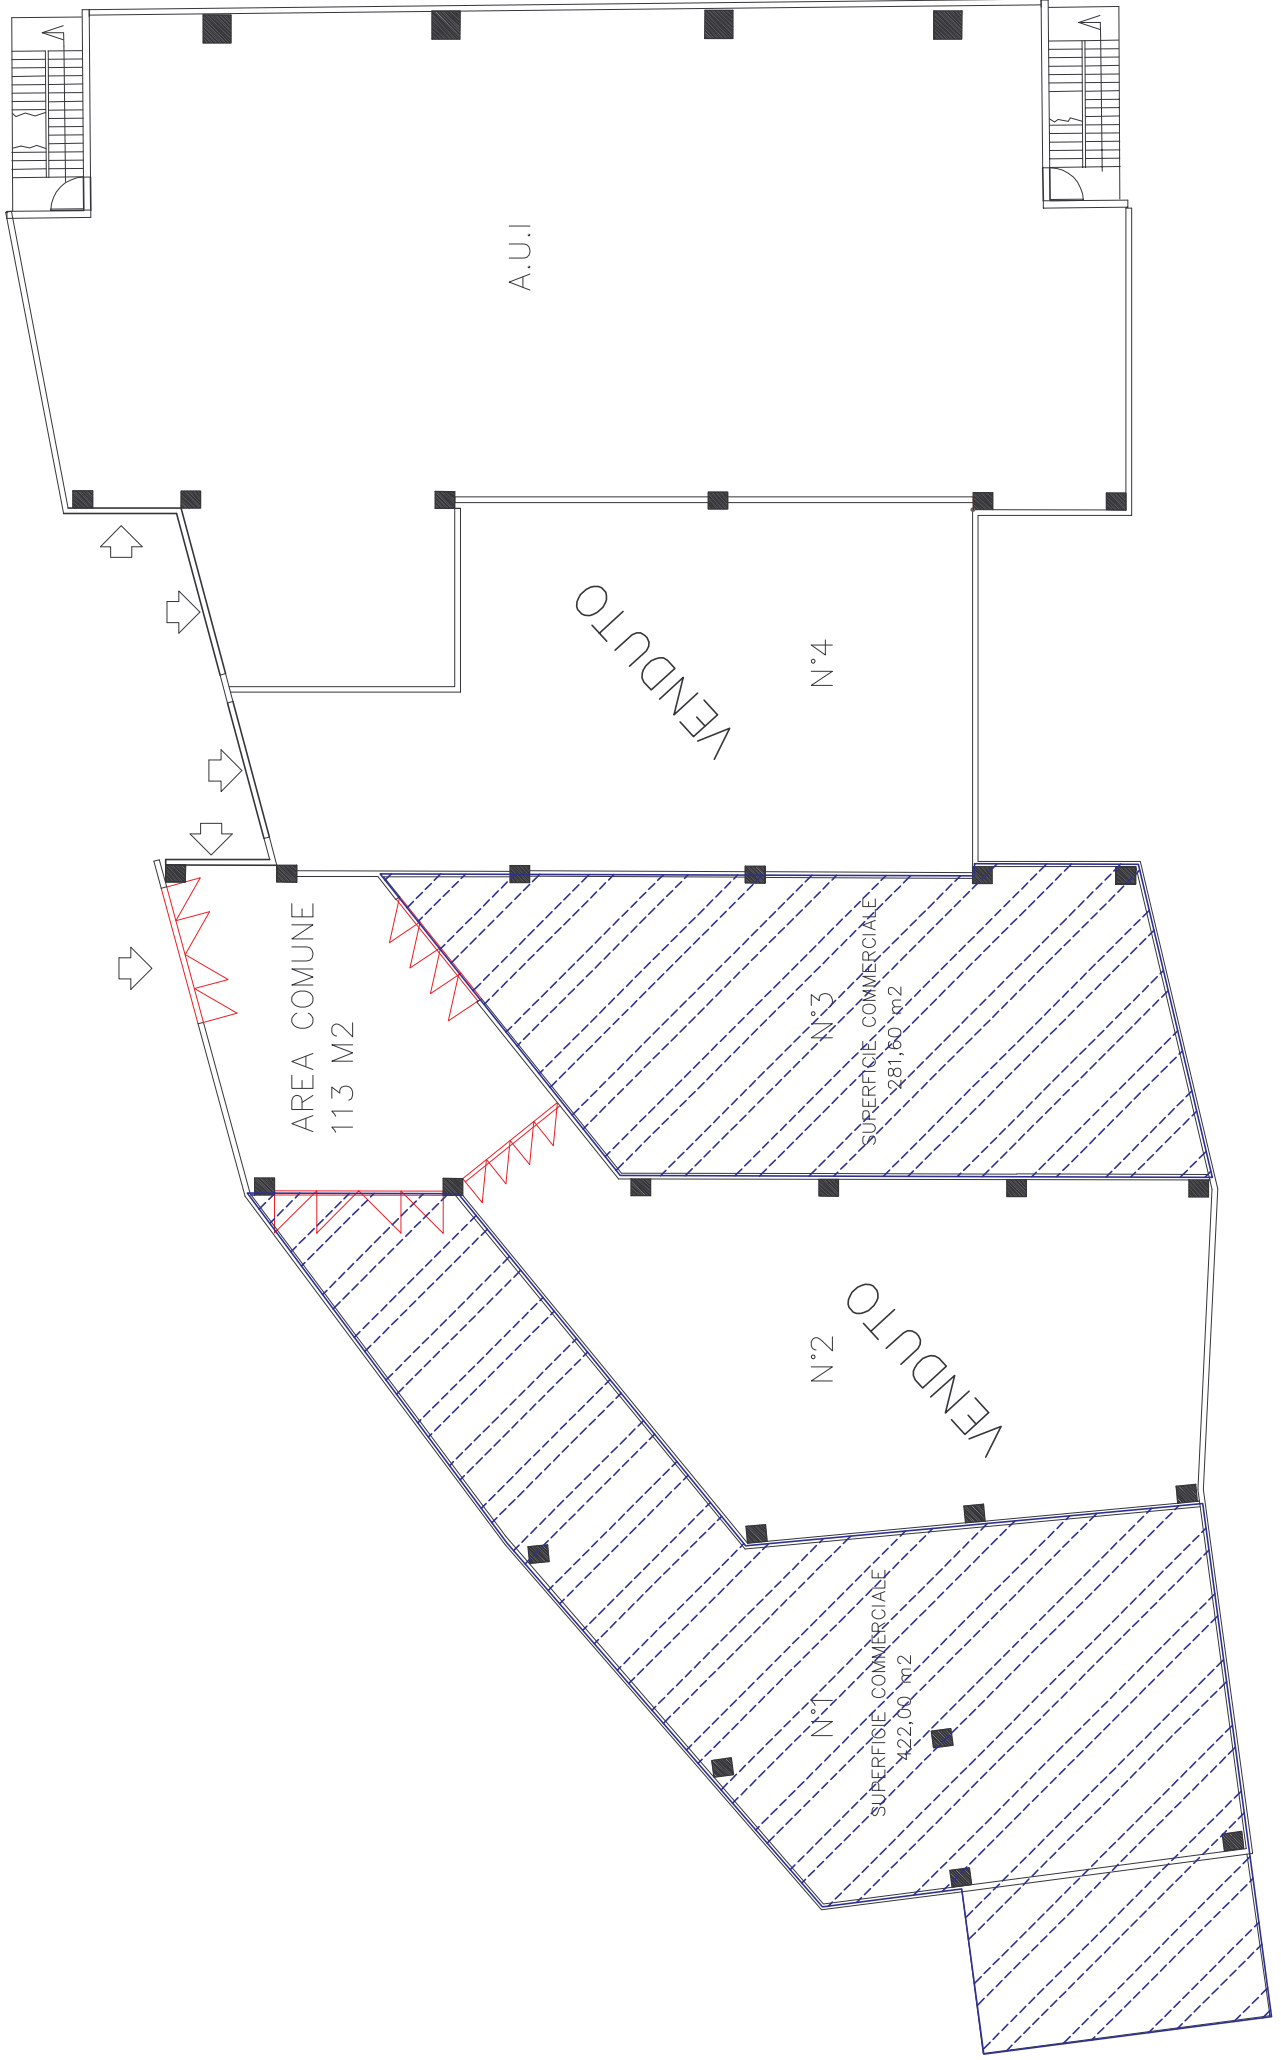 A.U.I
VENDUTO
N°4
AREA COMUNE
113 M2
N°3
SUPERFICIE COMMERCIALE
281,60 m2
N°2
VENDUTO
N°1
SUPERFICIE COMMERCIALE
422,00 m2